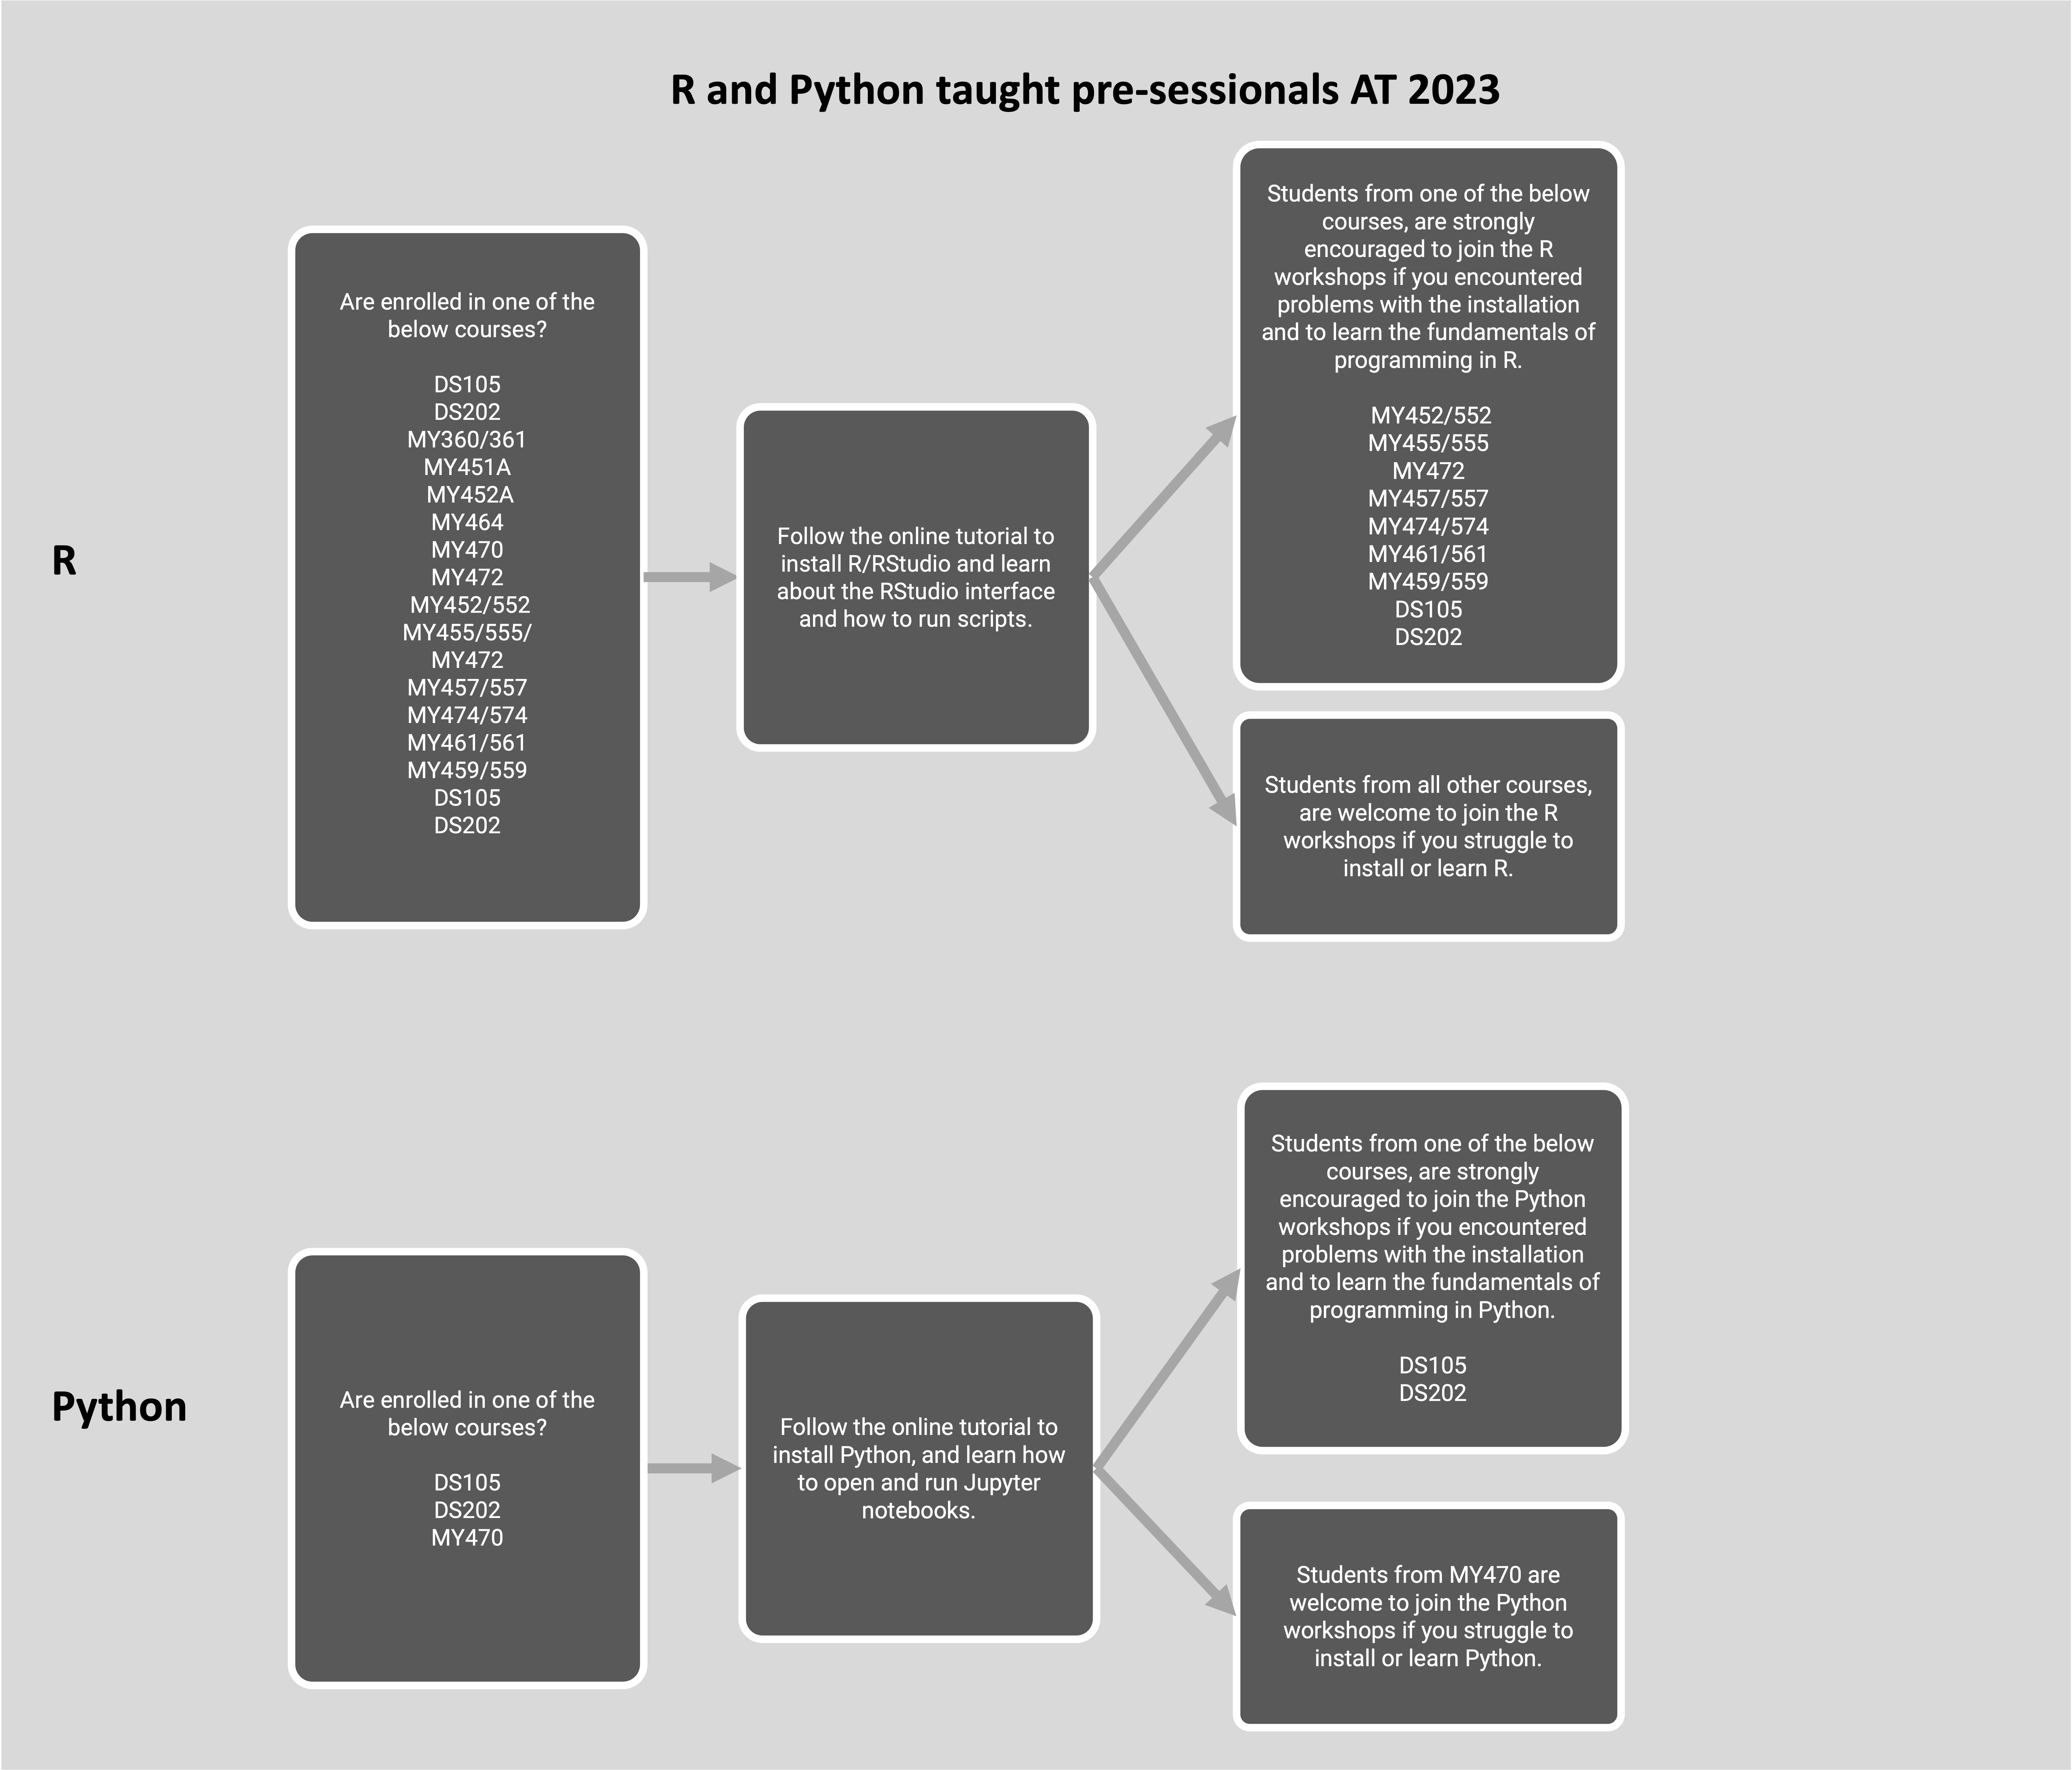 R and Python taught pre-sessionals AT 2023
R
Are enrolled in one of the
below courses?
DS105
DS202
MY360/361
MY451A
MY452A
MY464
MY470
MY472
MY452/552
MY455/555/
MY472
MY457/557
MY474/574
MY461/561
MY459/559
DS105
DS202
Follow the online tutorial to
install R/RStudio and learn
about the RStudio interface
and how to run scripts.
Students from one of the below
courses, are strongly
encouraged to join the R
workshops if you encountered
problems with the installation
and to learn the fundamentals of
programming in R.
MY452/552
MY455/555
MY472
MY457/557
MY474/574
MY461/561
MY459/559
DS105
DS202
Students from all other courses,
are welcome to join the R
workshops if you struggle to
install or learn R.
Python
Are enrolled in one of the
below courses?
DS105
DS202
MY470
Follow the online tutorial to
install Python, and learn how
to open and run Jupyter
notebooks.
Students from one of the below
courses, are strongly
encouraged to join the Python
workshops if you encountered
problems with the installation
and to learn the fundamentals of
programming in Python.
DS105
DS202
Students from MY470 are
welcome to join the Python
workshops if you struggle to
install or learn Python.